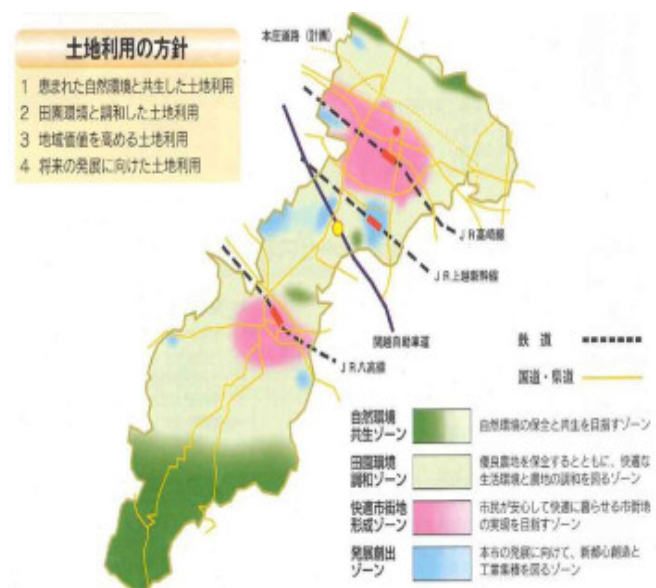 土地利用の方針
1 恵まれた自然環境と共生した土地利用
2 田園環境と調和した土地利用
3 地域価値を高める土地利用
4 将来の発展に向けた土地利用
本庄道路(計画)
JR高崎線
JR上越新幹線
関越自動車道
JR八高線
鉄道
国道・県道
自然環境
共生ゾーン
自然環境の保全と共生を目指すゾーン
田園環境
調和ゾーン
優良農地を保全するとともに、快適な
生活環境と農地の調和を図るゾーン
快適市街地
形成ゾーン
市民が安心して快適に暮らせる市街地
の実現を目指すゾーン
発展創出
ゾーン
本市の発展に向けて、新都心創造と
工業集積を図るゾーン